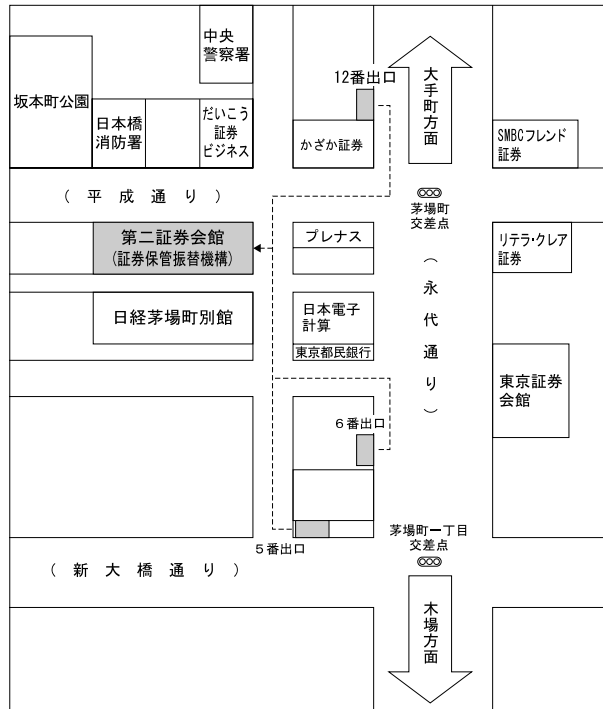 中央
警察署
坂本町公園
日本橋
消防署
だいこう
証券
ビジネス
12番出口
かざか証券
大手町方面
SMBCフレンド
証券
(平成通り)
茅場町
交差点
第二証券会館
(証券保管振替機構)
プレナス
リテラ・クレア
証券
(永代通り)
日経茅場町別館
日本電子
計算
東京都民銀行
東京証券
会館
6番出口
5番出口
茅場町一丁目
交差点
(新大橋通り)
木場方面